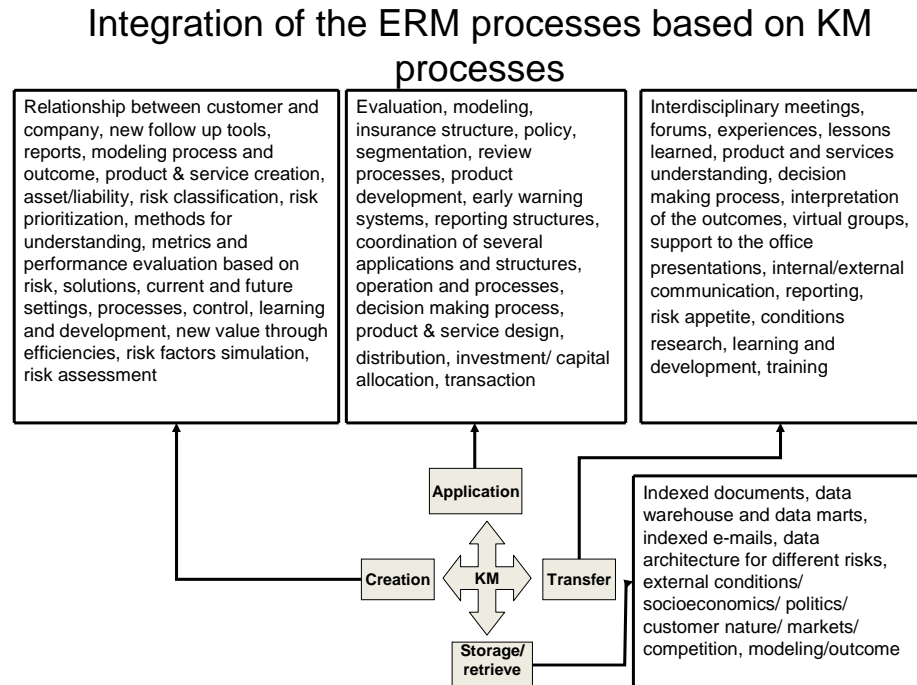 Integration of the ERM processes based on KM
processes
Relationship between customer and
company, new follow up tools,
reports, modeling process and
outcome, product & service creation,
asset/liability, risk classification, risk
prioritization, methods for
understanding, metrics and
performance evaluation based on
risk, solutions, current and future
settings, processes, control, learning
and development, new value through
efficiencies, risk factors simulation,
risk assessment
Evaluation, modeling,
insurance structure, policy,
segmentation, review
processes, product
development, early warning
systems, reporting structures,
coordination of several
applications and structures,
operation and processes,
decision making process,
product & service design,
distribution, investment/ capital
allocation, transaction
Interdisciplinary meetings,
forums, experiences, lessons
learned, product and services
understanding, decision
making process, interpretation
of the outcomes, virtual groups,
support to the office
presentations, internal/external
communication, reporting,
risk appetite, conditions
research, learning and
development, training
Application
Creation
KM
Transfer
Storage/
retrieve
Indexed documents, data
warehouse and data marts,
indexed e-mails, data
architecture for different risks,
external conditions/
socioeconomics/ politics/
customer nature/ markets/
competition, modeling/outcome